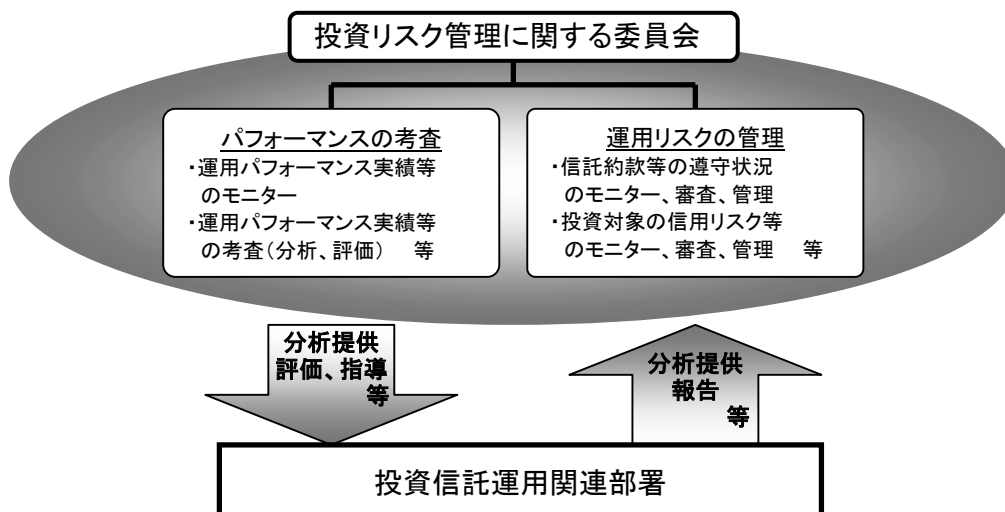 投資リスク管理に関する委員会
パフォーマンスの考査
・運用パフォーマンス実績等
のモニター
・運用パフォーマンス実績等
の考査(分析、評価)　等
運用リスクの管理
・信託約款等の遵守状況
のモニター、審査、管理
・投資対象の信用リスク等
のモニター、審査、管理　等
分析提供
評価、指導
等
分析提供
報告
等
投資信託運用関連部署